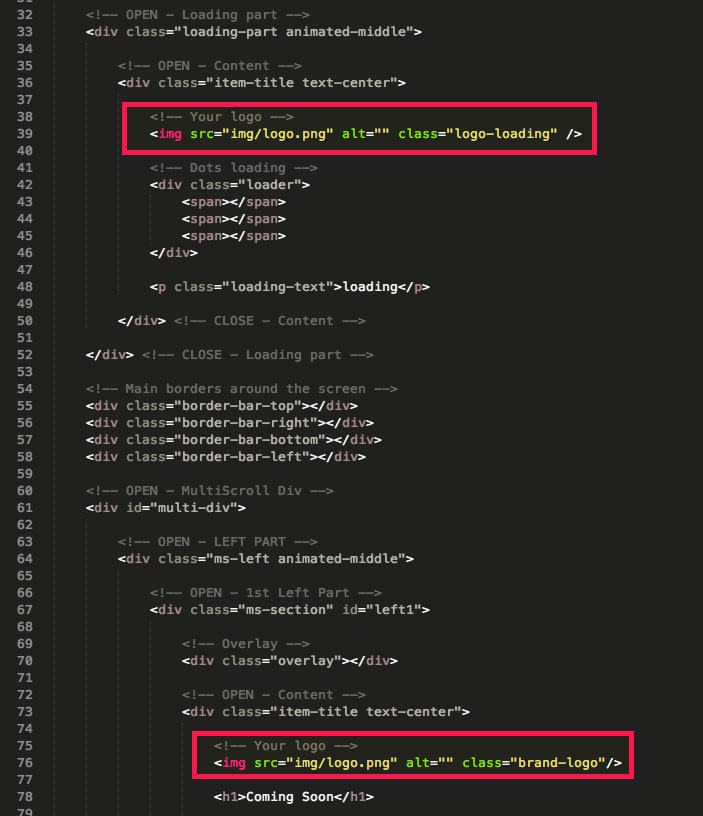 32 <!-- OPEN - Loading part -->
33 <div class="loading-part animated-middle">
34
35 <!-- OPEN - Content -->
36 <div class="item-title text-center">
37
38 <!-- Your logo -->
39 <img src="img/logo.png" alt="" class="logo-loading" />
40
41 <!-- Dots loading -->
42 <div class="loader">
43 <span></span>
44 <span></span>
45 <span></span>
46 </div>
47
48 <p class="loading-text">loading</p>
49
50 </div> <!-- CLOSE - Content -->
51
52 </div> <!-- CLOSE - Loading part -->
53
54 <!-- Main borders around the screen -->
55 <div class="border-bar-top"></div>
56 <div class="border-bar-right"></div>
57 <div class="border-bar-bottom"></div>
58 <div class="border-bar-left"></div>
59
60 <!-- OPEN - MultiScroll Div -->
61 <div id="multi-div">
62
63 <!-- OPEN - LEFT PART -->
64 <div class="ms-left animated-middle">
65
66 <!-- OPEN - 1st Left Part -->
67 <div class="ms-section" id="left1">
68
69 <!-- Overlay -->
70 <div class="overlay"></div>
71
72 <!-- OPEN - Content -->
73 <div class="item-title text-center">
74
75 <!-- Your logo -->
76 <img src="img/logo.png" alt="" class="brand-logo"/>
77
78 <h1>Coming Soon</h1>
79